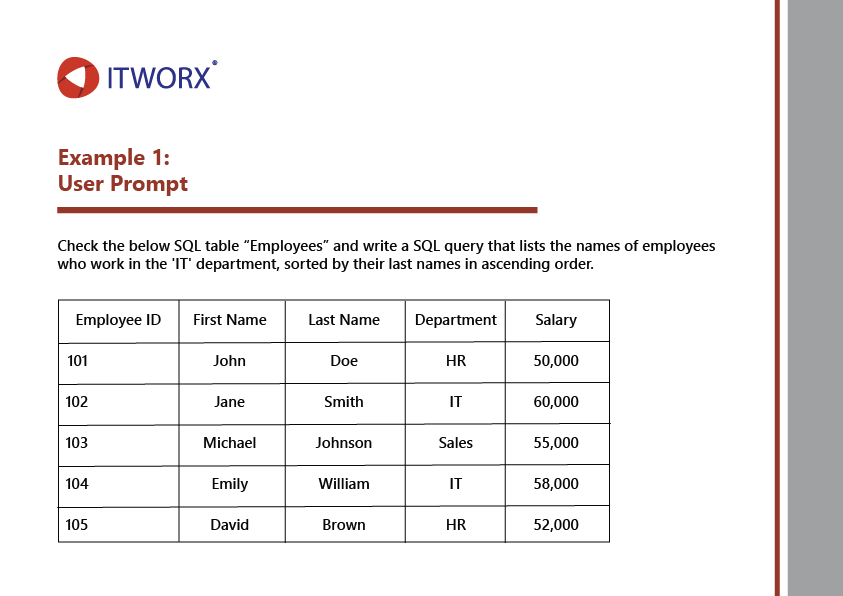 ITWORX®
Example 1:
User Prompt
Check the below SQL table “Employees” and write a SQL query that lists the names of employees
who work in the 'IT' department, sorted by their last names in ascending order.
Employee ID First Name Last Name Department Salary
101 John Doe HR 50,000
102 Jane Smith IT 60,000
103 Michael Johnson Sales 55,000
104 Emily William IT 58,000
105 David Brown HR 52,000